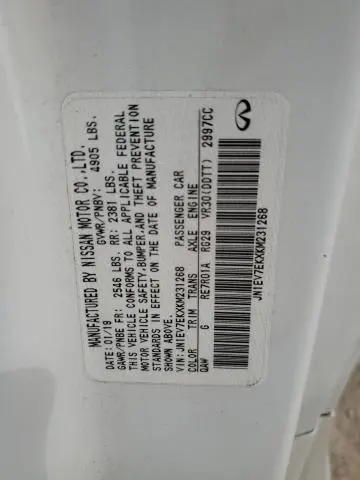 MANUFACTURED BY NISSAN MOTOR CO.,LTD.
DATE: 01/19 GVWR/PNBV: 4905 LBS.
GAWR/PNBE FR: 2546 LBS. RR: 2381 LBS.
THIS VEHICLE CONFORMS TO ALL APPLICABLE FEDERAL
MOTOR VEHICLE SAFETY,BUMPER,AND THEFT PREVENTION
STANDARDS IN EFFECT ON THE DATE OF MANUFACTURE
SHOWN ABOVE.
VIN:JN1EV7EKXKM231268 PASSENGER CAR
COLOR TRIM TRANS AXLE ENGINE
QAW G RE7R01A RG29 VR30(DDTT) 2997CC
JN1EV7EKXKM231268